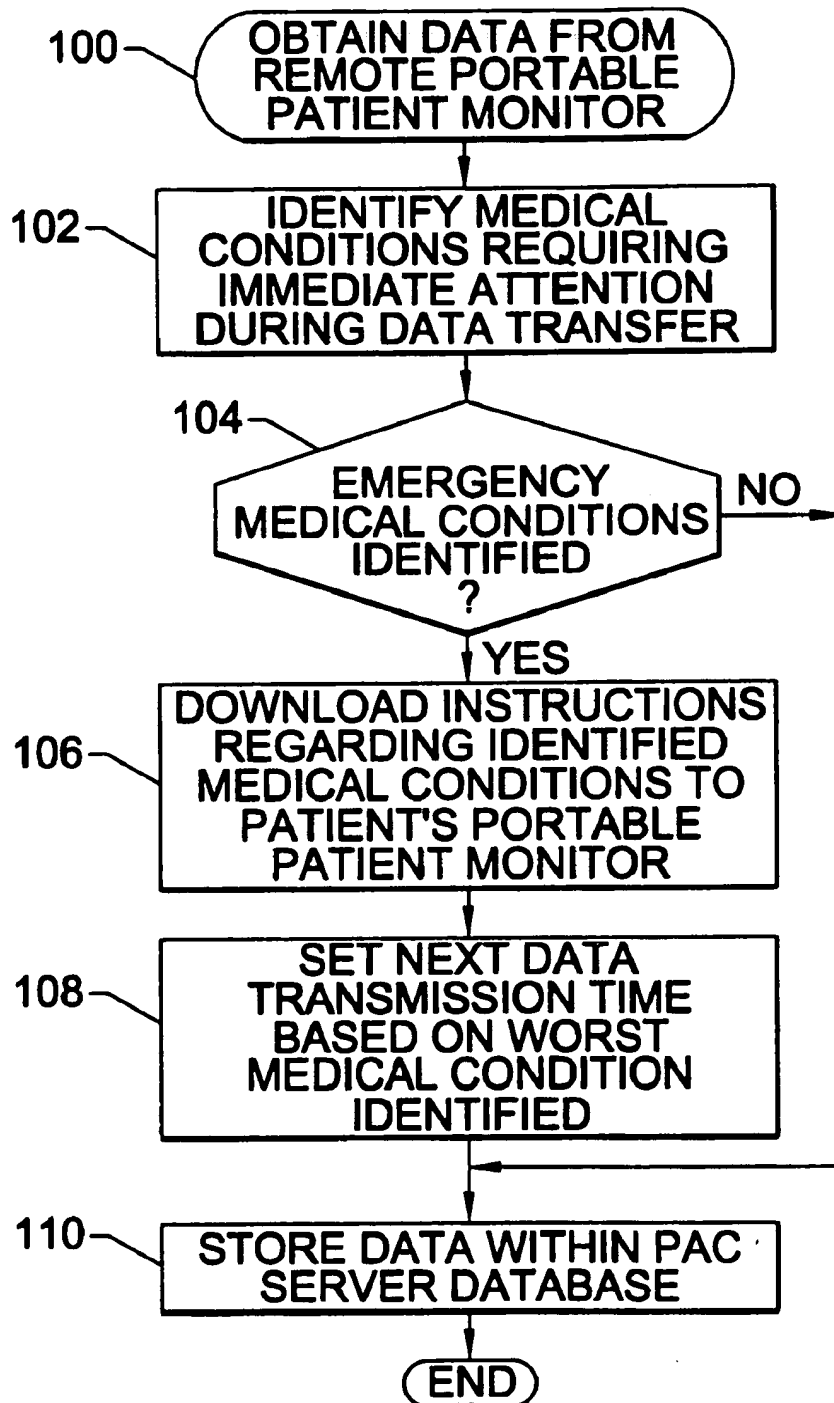 100
OBTAIN DATA FROM
REMOTE PORTABLE
PATIENT MONITOR
102
IDENTIFY MEDICAL
CONDITIONS REQUIRING
IMMEDIATE ATTENTION
DURING DATA TRANSFER
104
EMERGENCY
MEDICAL CONDITIONS
IDENTIFIED
?
NO
YES
106
DOWNLOAD INSTRUCTIONS
REGARDING IDENTIFIED
MEDICAL CONDITIONS TO
PATIENT'S PORTABLE
PATIENT MONITOR
108
SET NEXT DATA
TRANSMISSION TIME
BASED ON WORST
MEDICAL CONDITION
IDENTIFIED
110
STORE DATA WITHIN PAC
SERVER DATABASE
END